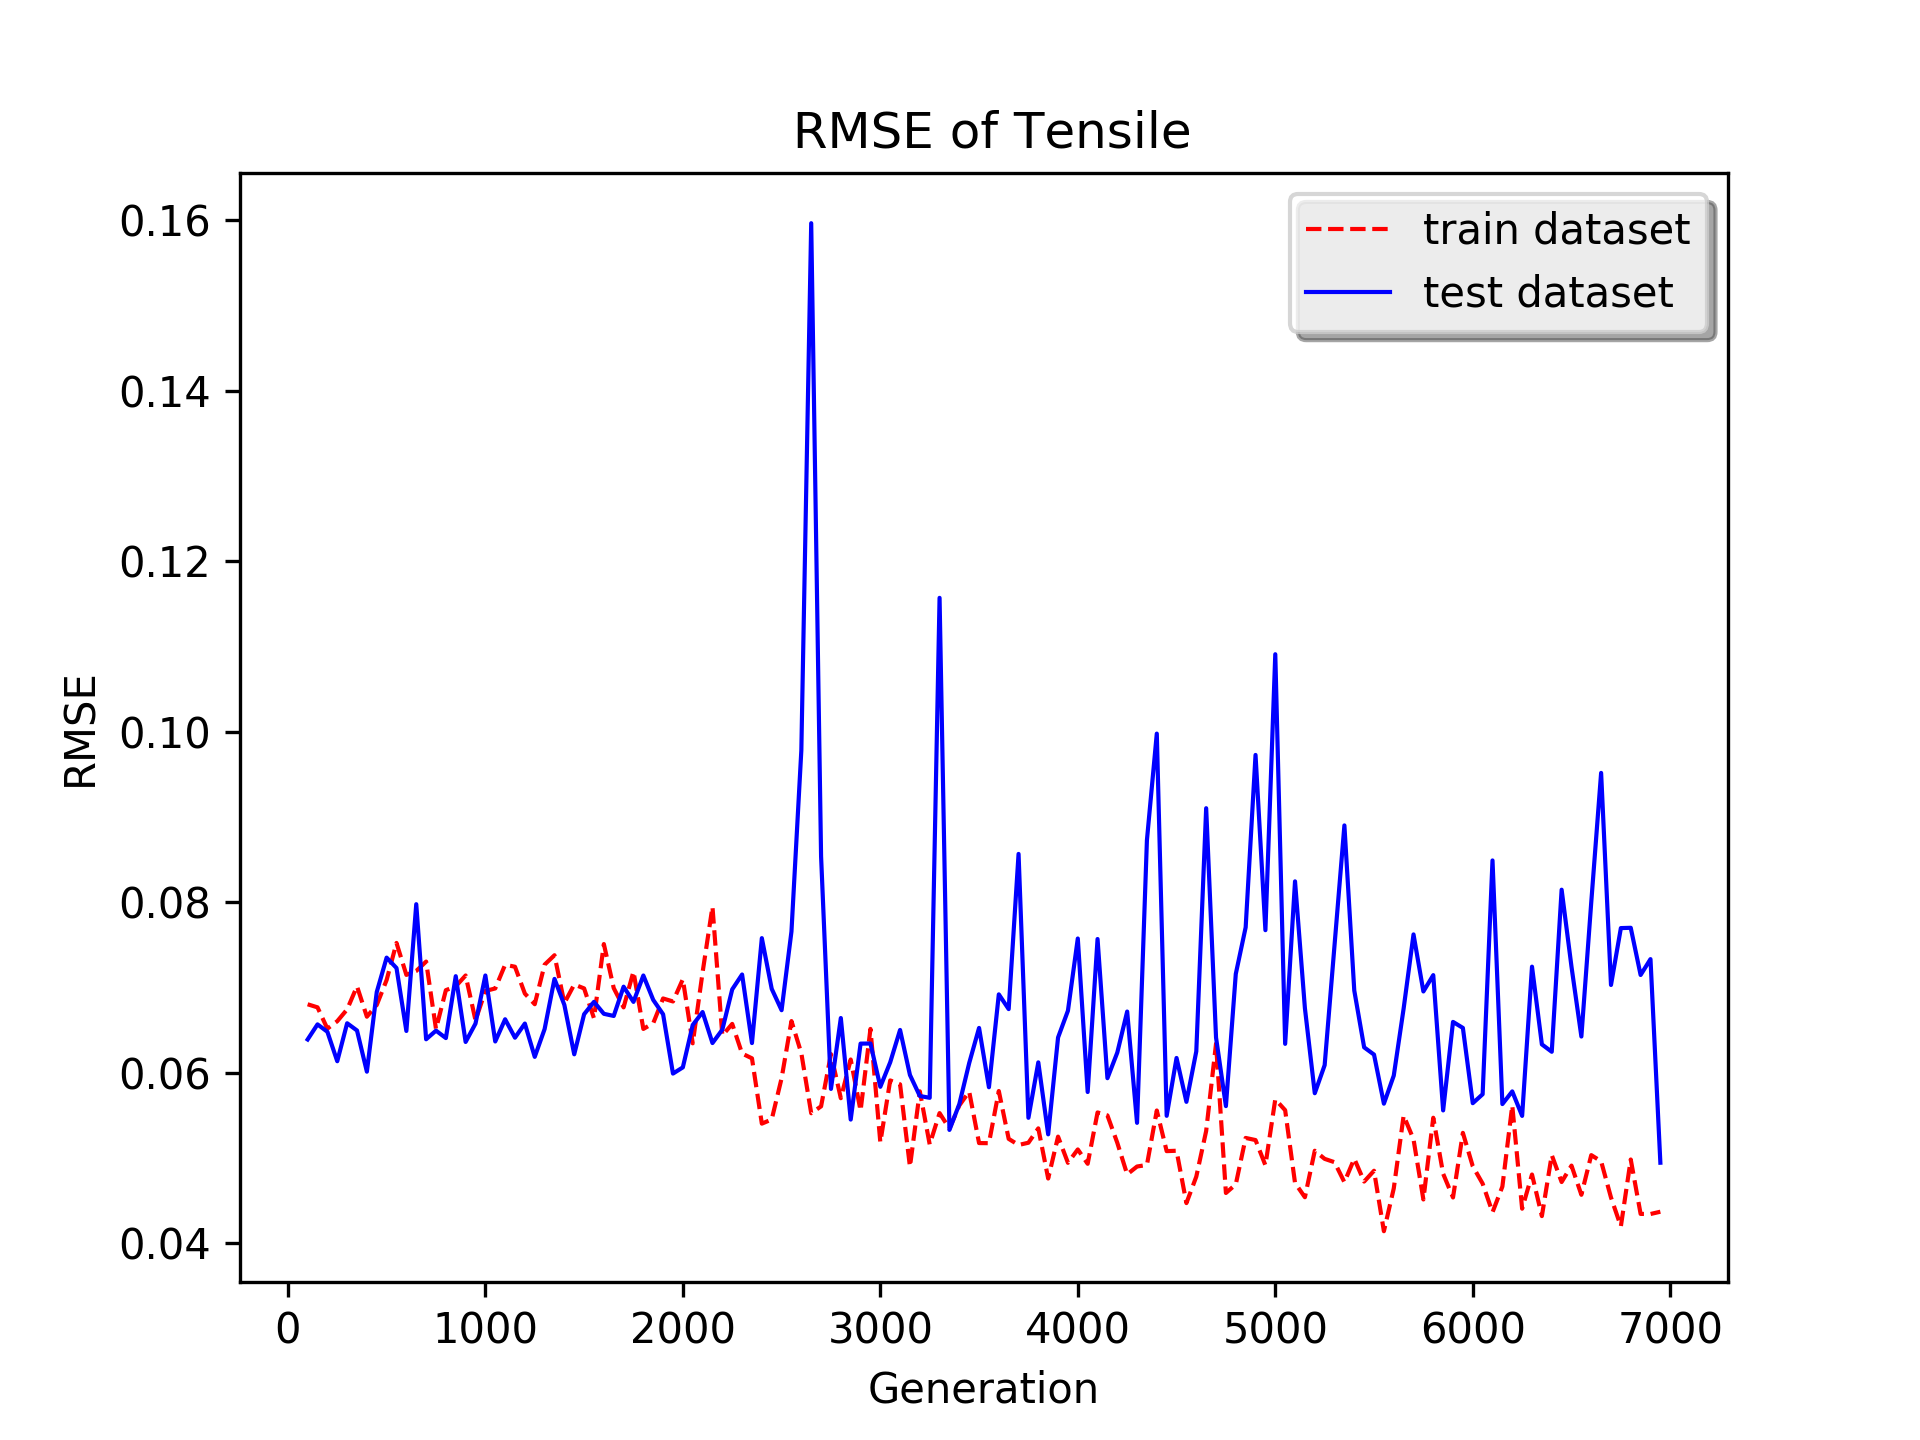 RMSE of Tensile
train dataset
test dataset
0.16
0.14
0.12
0.10
0.08
0.06
0.04
RMSE
0 1000 2000 3000 4000 5000 6000 7000
Generation